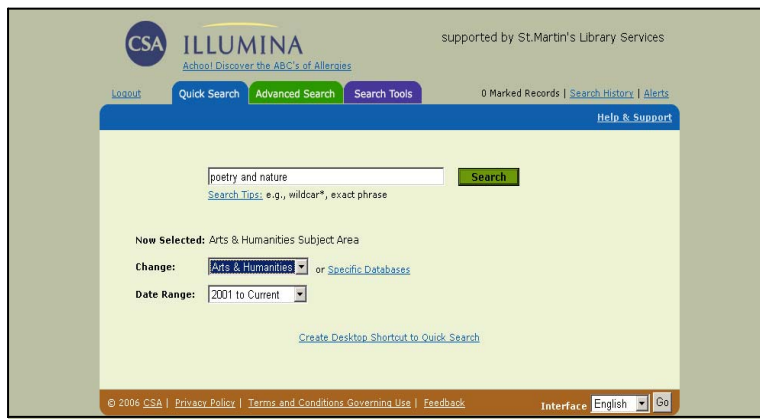 CSA ILLUMINA
supported by St.Martin's Library Services
Achoo! Discover the ABC's of Allergies
Logout Quick Search Advanced Search Search Tools 0 Marked Records | Search History | Alerts
Help & Support
poetry and nature Search
Search Tips: e.g., wildcar*, exact phrase
Now Selected: Arts & Humanities Subject Area
Change: Arts & Humanities or Specific Databases
Date Range: 2001 to Current
Create Desktop Shortcut to Quick Search
© 2006 CSA | Privacy Policy | Terms and Conditions Governing Use | Feedback Interface English Go